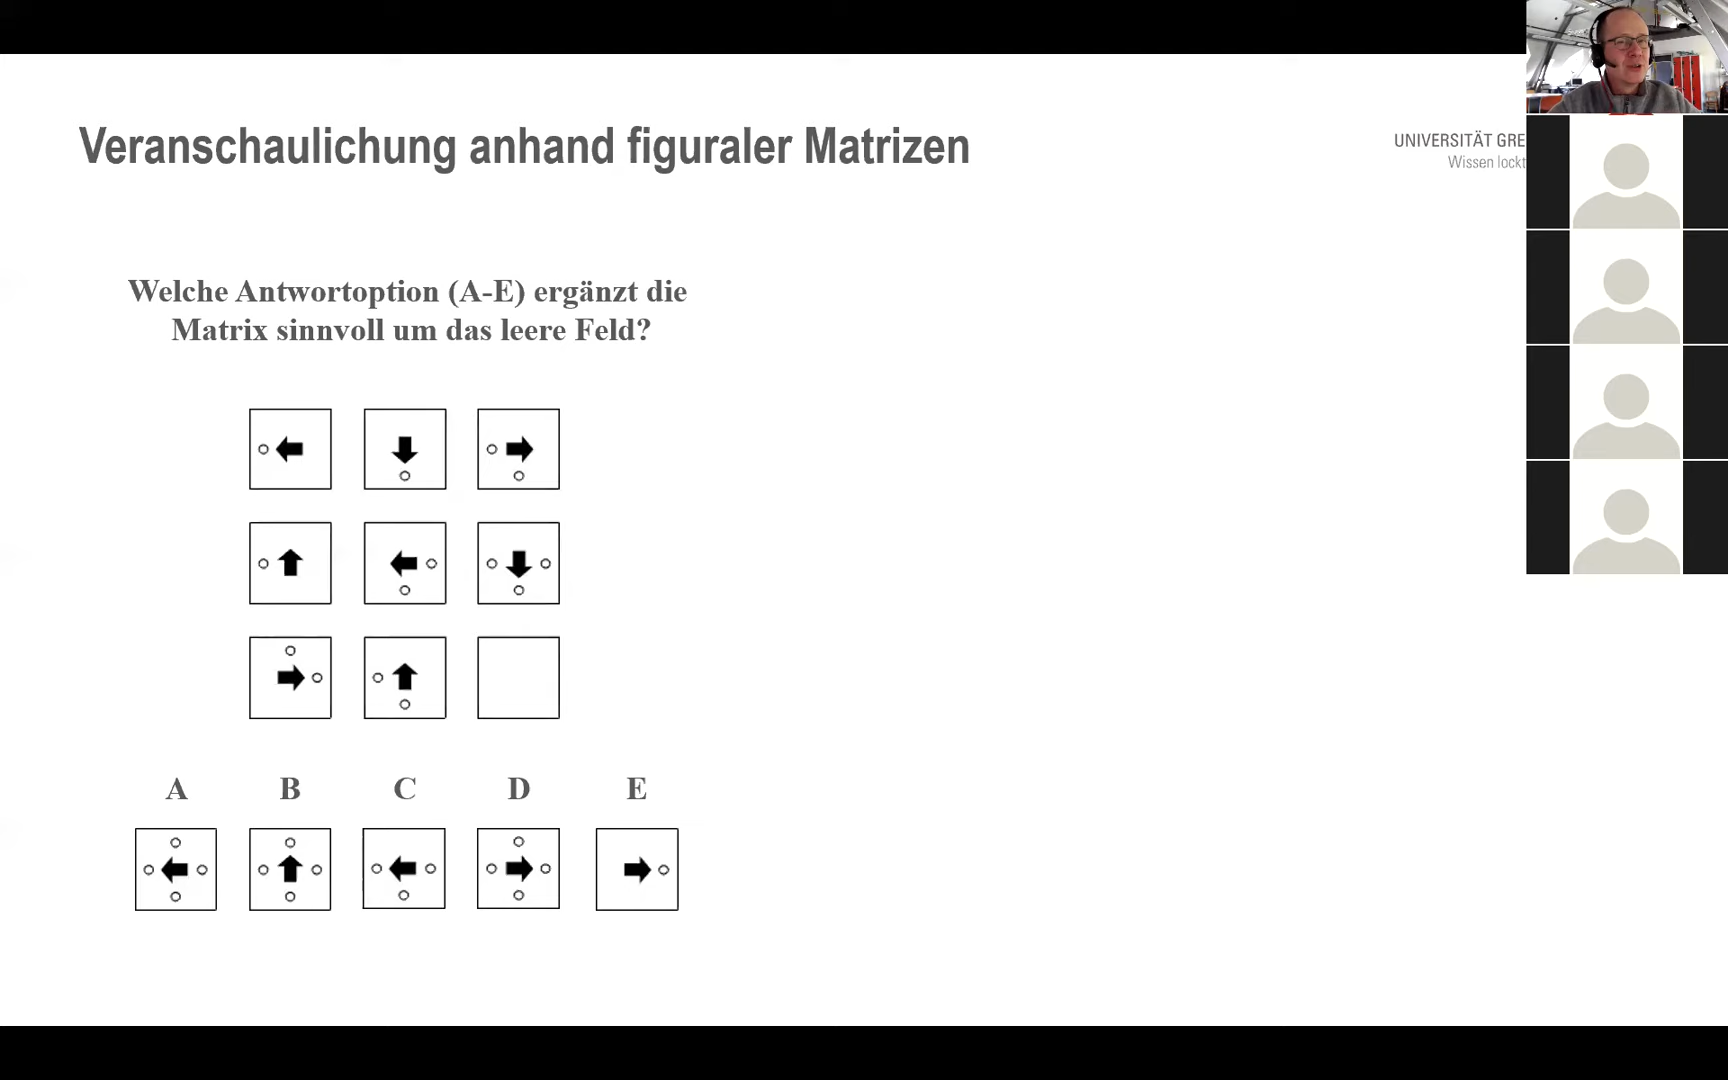 Veranschaulichung anhand figuraler Matrizen
UNIVERSITÄT GRE
Wissen lockt
Welche Antwortoption (A-E) ergänzt die
Matrix sinnvoll um das leere Feld?
A B C D E